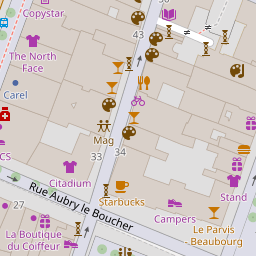 Copystar
43
The North
Face
Carel
Mag
33
34
CS
Citadium
Rue Aubry le Boucher
27
Starbucks
Campers
Stand
La Boutique
du Coiffeur
Le Parvis
Beaubourg